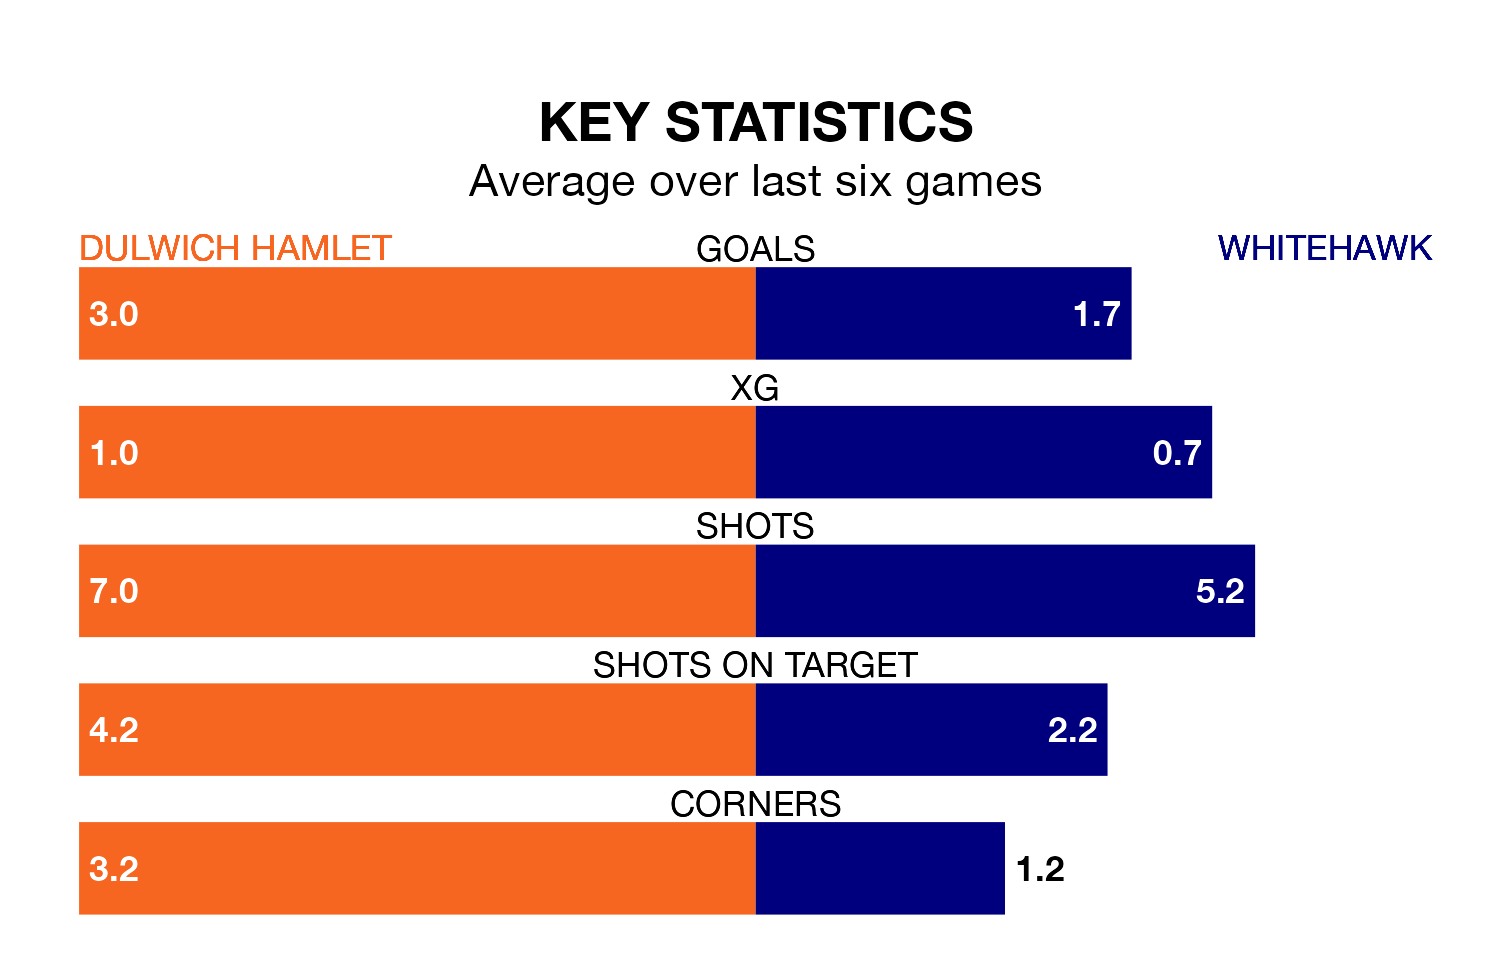 KEY STATISTICS
Average over last six games
DULWICH HAMLET GOALS WHITEHAWK
3.0 1.7
XG
1.0 0.7
SHOTS
7.0 5.2
SHOTS ON TARGET
4.2 2.2
CORNERS
3.2 1.2